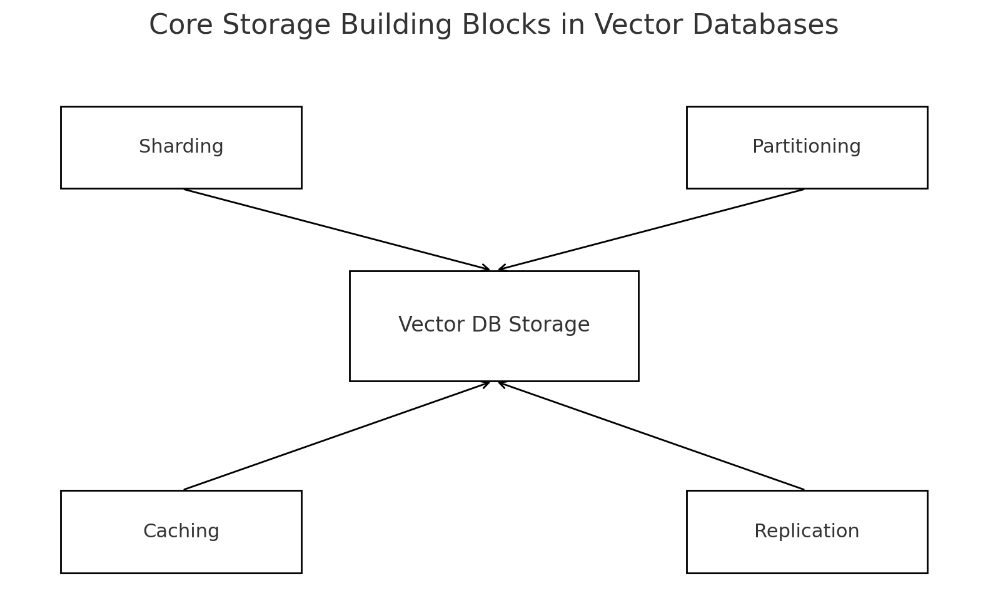 Core Storage Building Blocks in Vector Databases
Sharding
Partitioning
Vector DB Storage
Caching
Replication